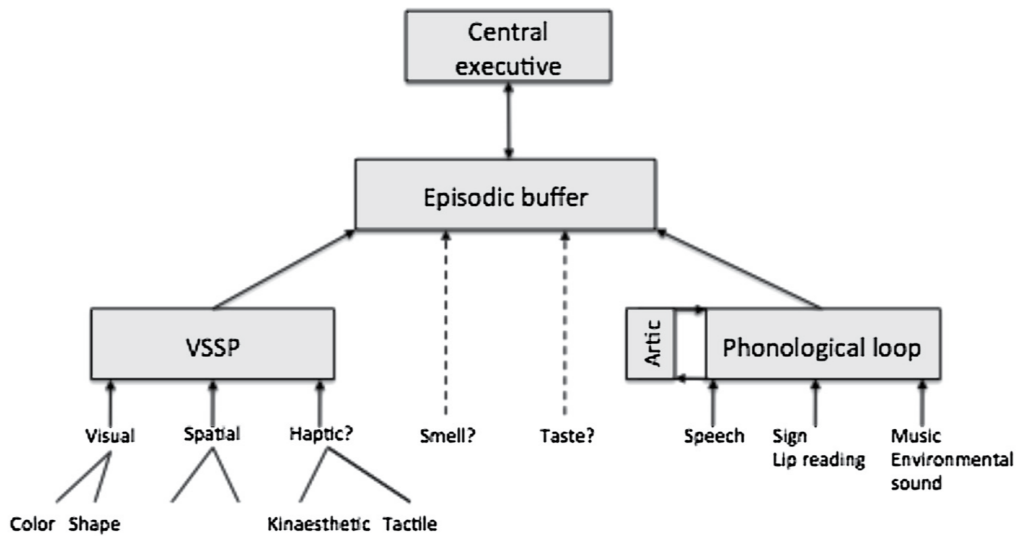 Central
executive
Episodic buffer
VSSP
Artic
Phonological loop
Visual
Spatial
Haptic?
Smell?
Taste?
Speech
Sign
Lip reading
Music
Environmental
sound
Color
Shape
Kinaesthetic
Tactile